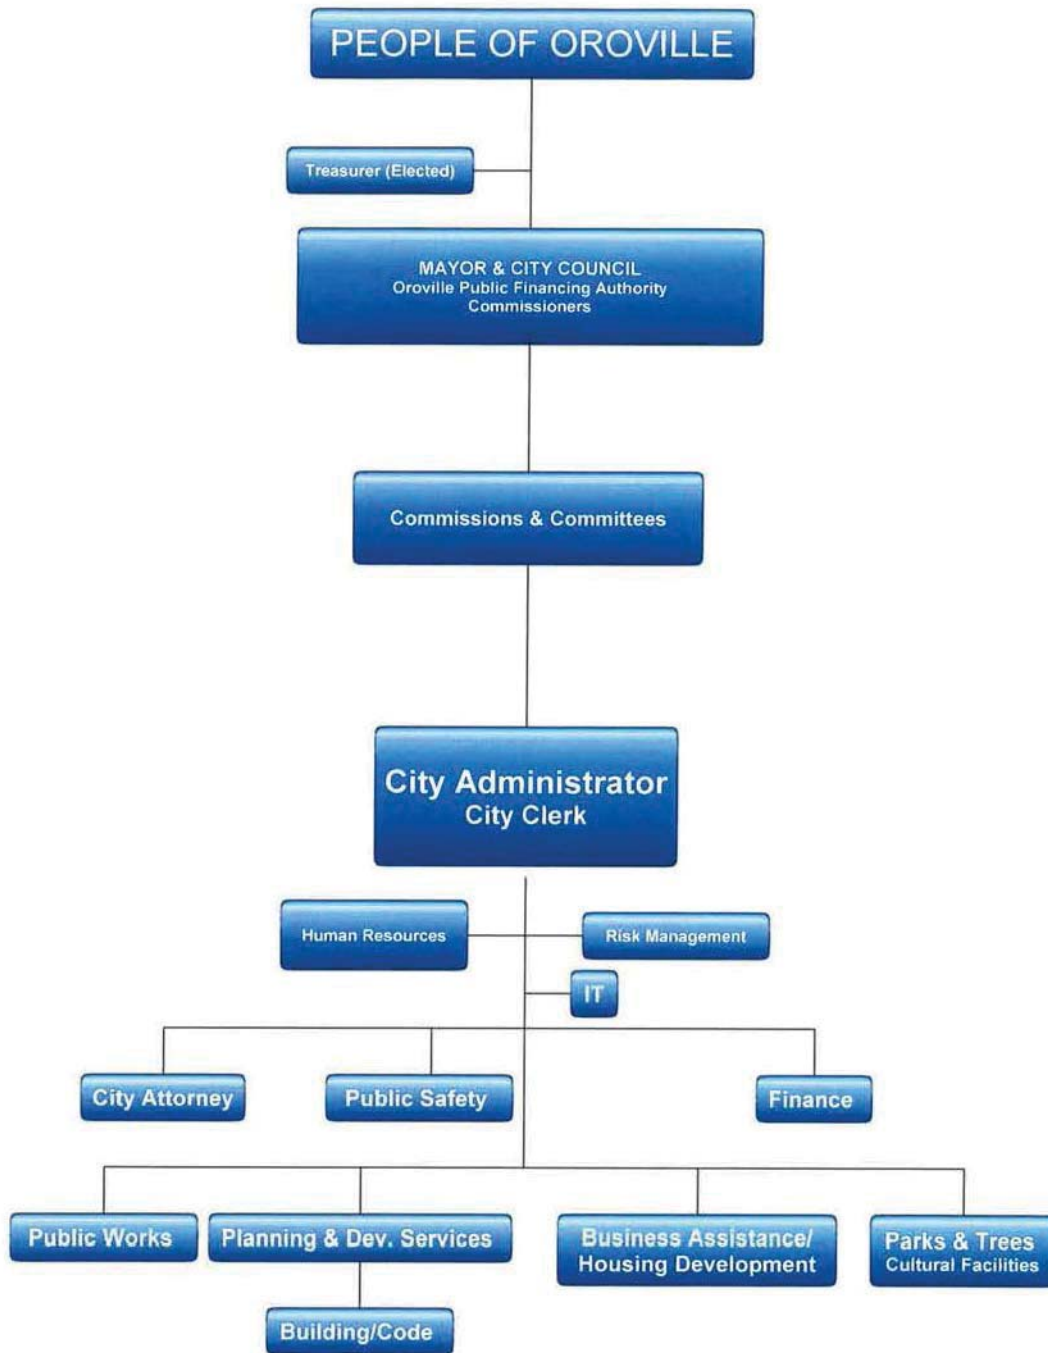 PEOPLE OF OROVILLE
Treasurer (Elected)
MAYOR & CITY COUNCIL
Oroville Public Financing Authority
Commissioners
Commissions & Committees
City Administrator
City Clerk
Human Resources
Risk Management
IT
City Attorney
Public Safety
Finance
Public Works
Planning & Dev. Services
Business Assistance/
Housing Development
Parks & Trees
Cultural Facilities
Building/Code